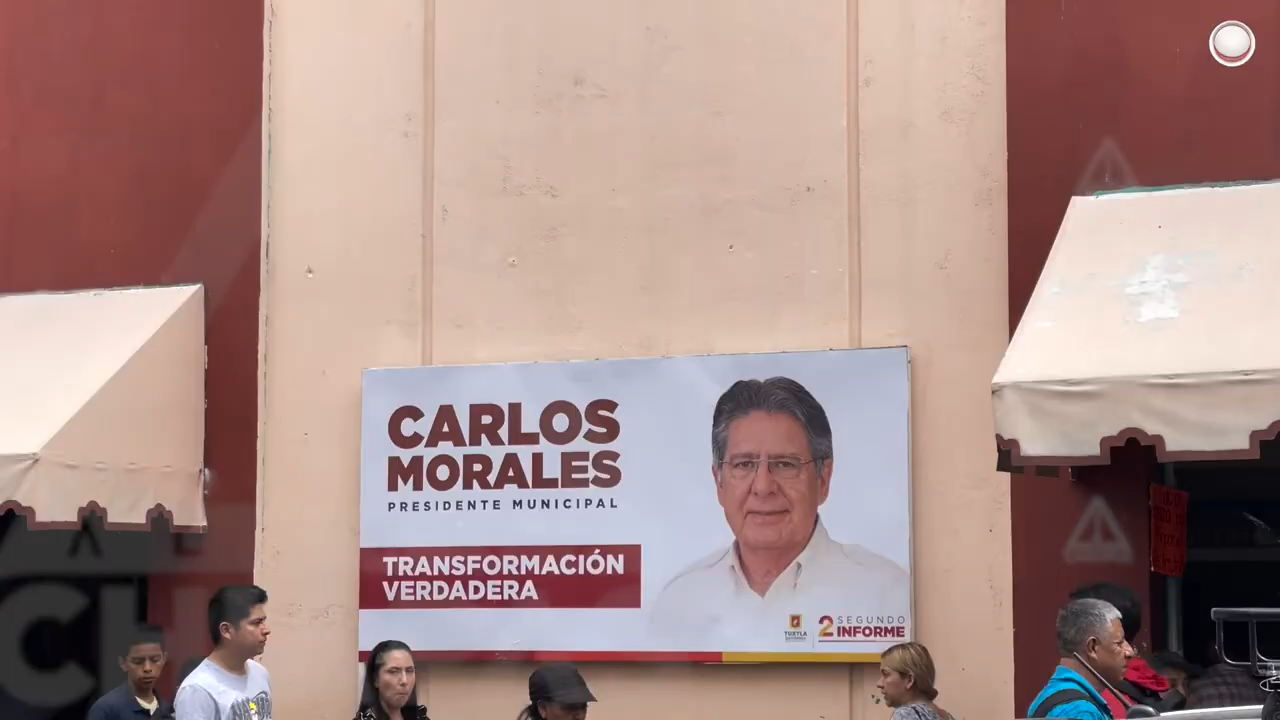 CARLOS
MORALES
PRESIDENTE MUNICIPAL
TRANSFORMACIÓN
VERDADERA
TUXTLA
2 SEGUNDO
INFORME